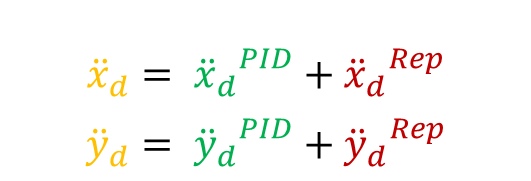 ẍ_d = ẍ_d^PID + ẍ_d^Rep
ÿ_d = ÿ_d^PID + ÿ_d^Rep